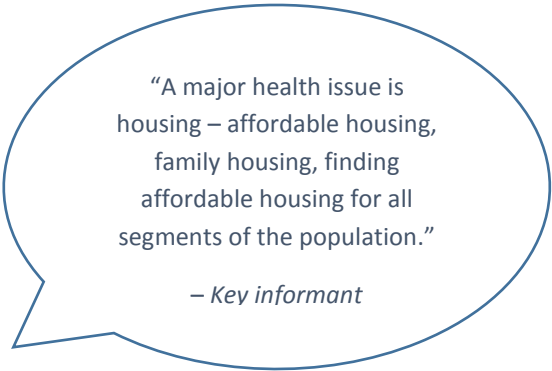 “A major health issue is
housing – affordable housing,
family housing, finding
affordable housing for all
segments of the population.”
– Key informant